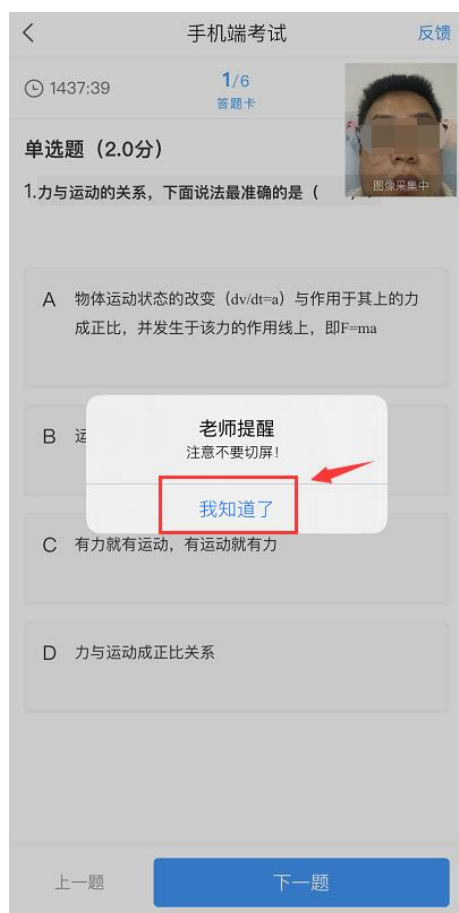 手机端考试
反馈
1437:39
1/6
答题卡
图像采集中
单选题（2.0分）
1.力与运动的关系，下面说法最准确的是（
A 物体运动状态的改变（dv/dt=a）与作用于其上的力
成正比，并发生于该力的作用线上，即F=ma
B
老师提醒
注意不要切屏！
我知道了
C 有力就有运动，有运动就有力
D 力与运动成正比关系
上一题
下一题